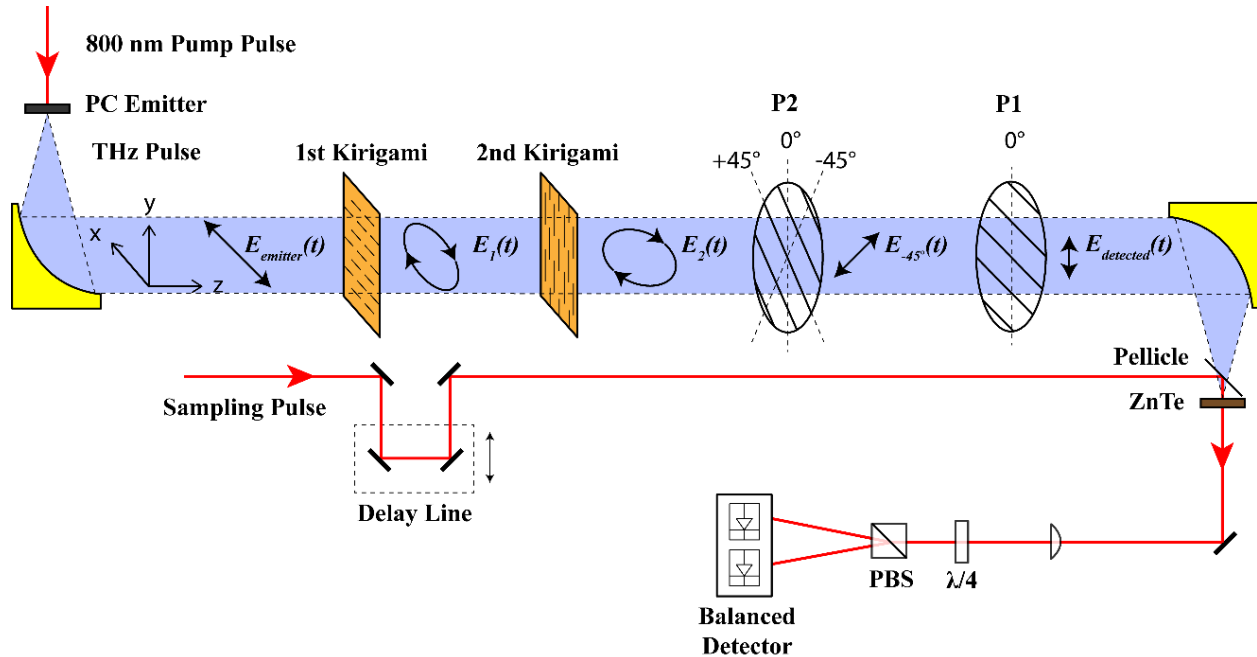 800 nm Pump Pulse
PC Emitter
THz Pulse
1st Kirigami
2nd Kirigami
P2
P1
0°
0°
+45°
-45°
y
x
z
E_emitter(t)
E_1(t)
E_2(t)
E_-45°(t)
E_detected(t)
Pellicle
ZnTe
Sampling Pulse
Delay Line
PBS
λ/4
Balanced
Detector